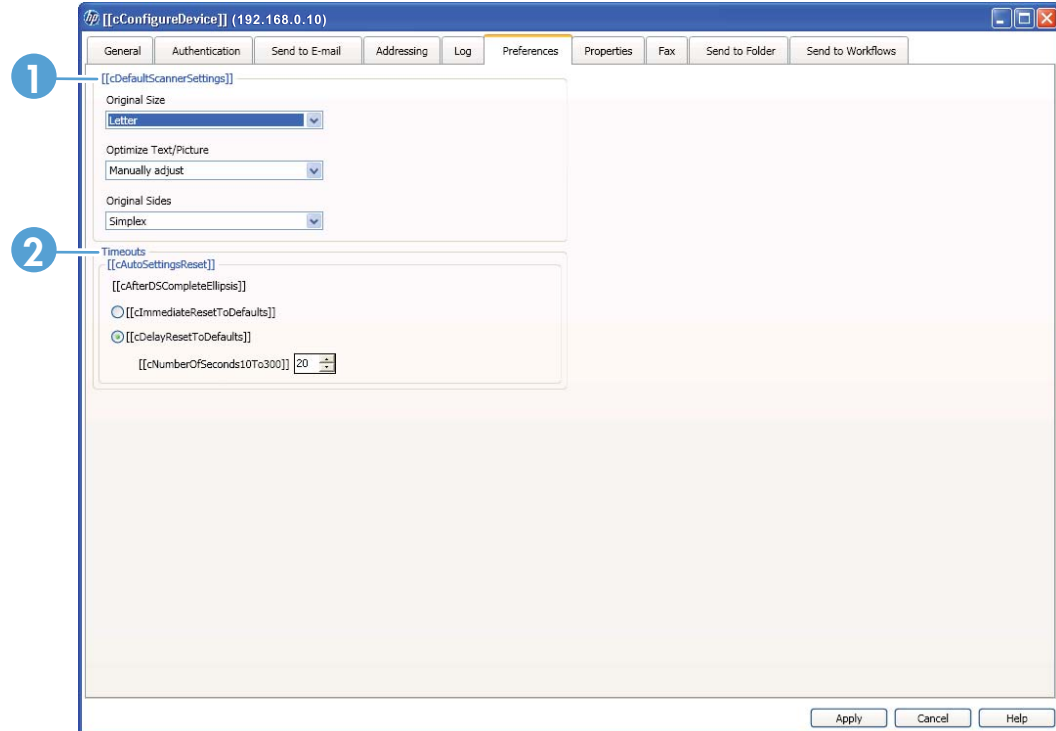 hp [[cConfigureDevice]] (192.168.0.10)
General Authentication Send to E-mail Addressing Log Preferences Properties Fax Send to Folder Send to Workflows
1
[[cDefaultScannerSettings]]
Original Size
Letter
Optimize Text/Picture
Manually adjust
Original Sides
Simplex
2
Timeouts
[[cAutoSettingsReset]]
[[cAfterDSCompleteEllipsis]]
[[cImmediateResetToDefaults]]
[[cDelayResetToDefaults]]
[[cNumberOfSeconds10To300]] 20
Apply Cancel Help